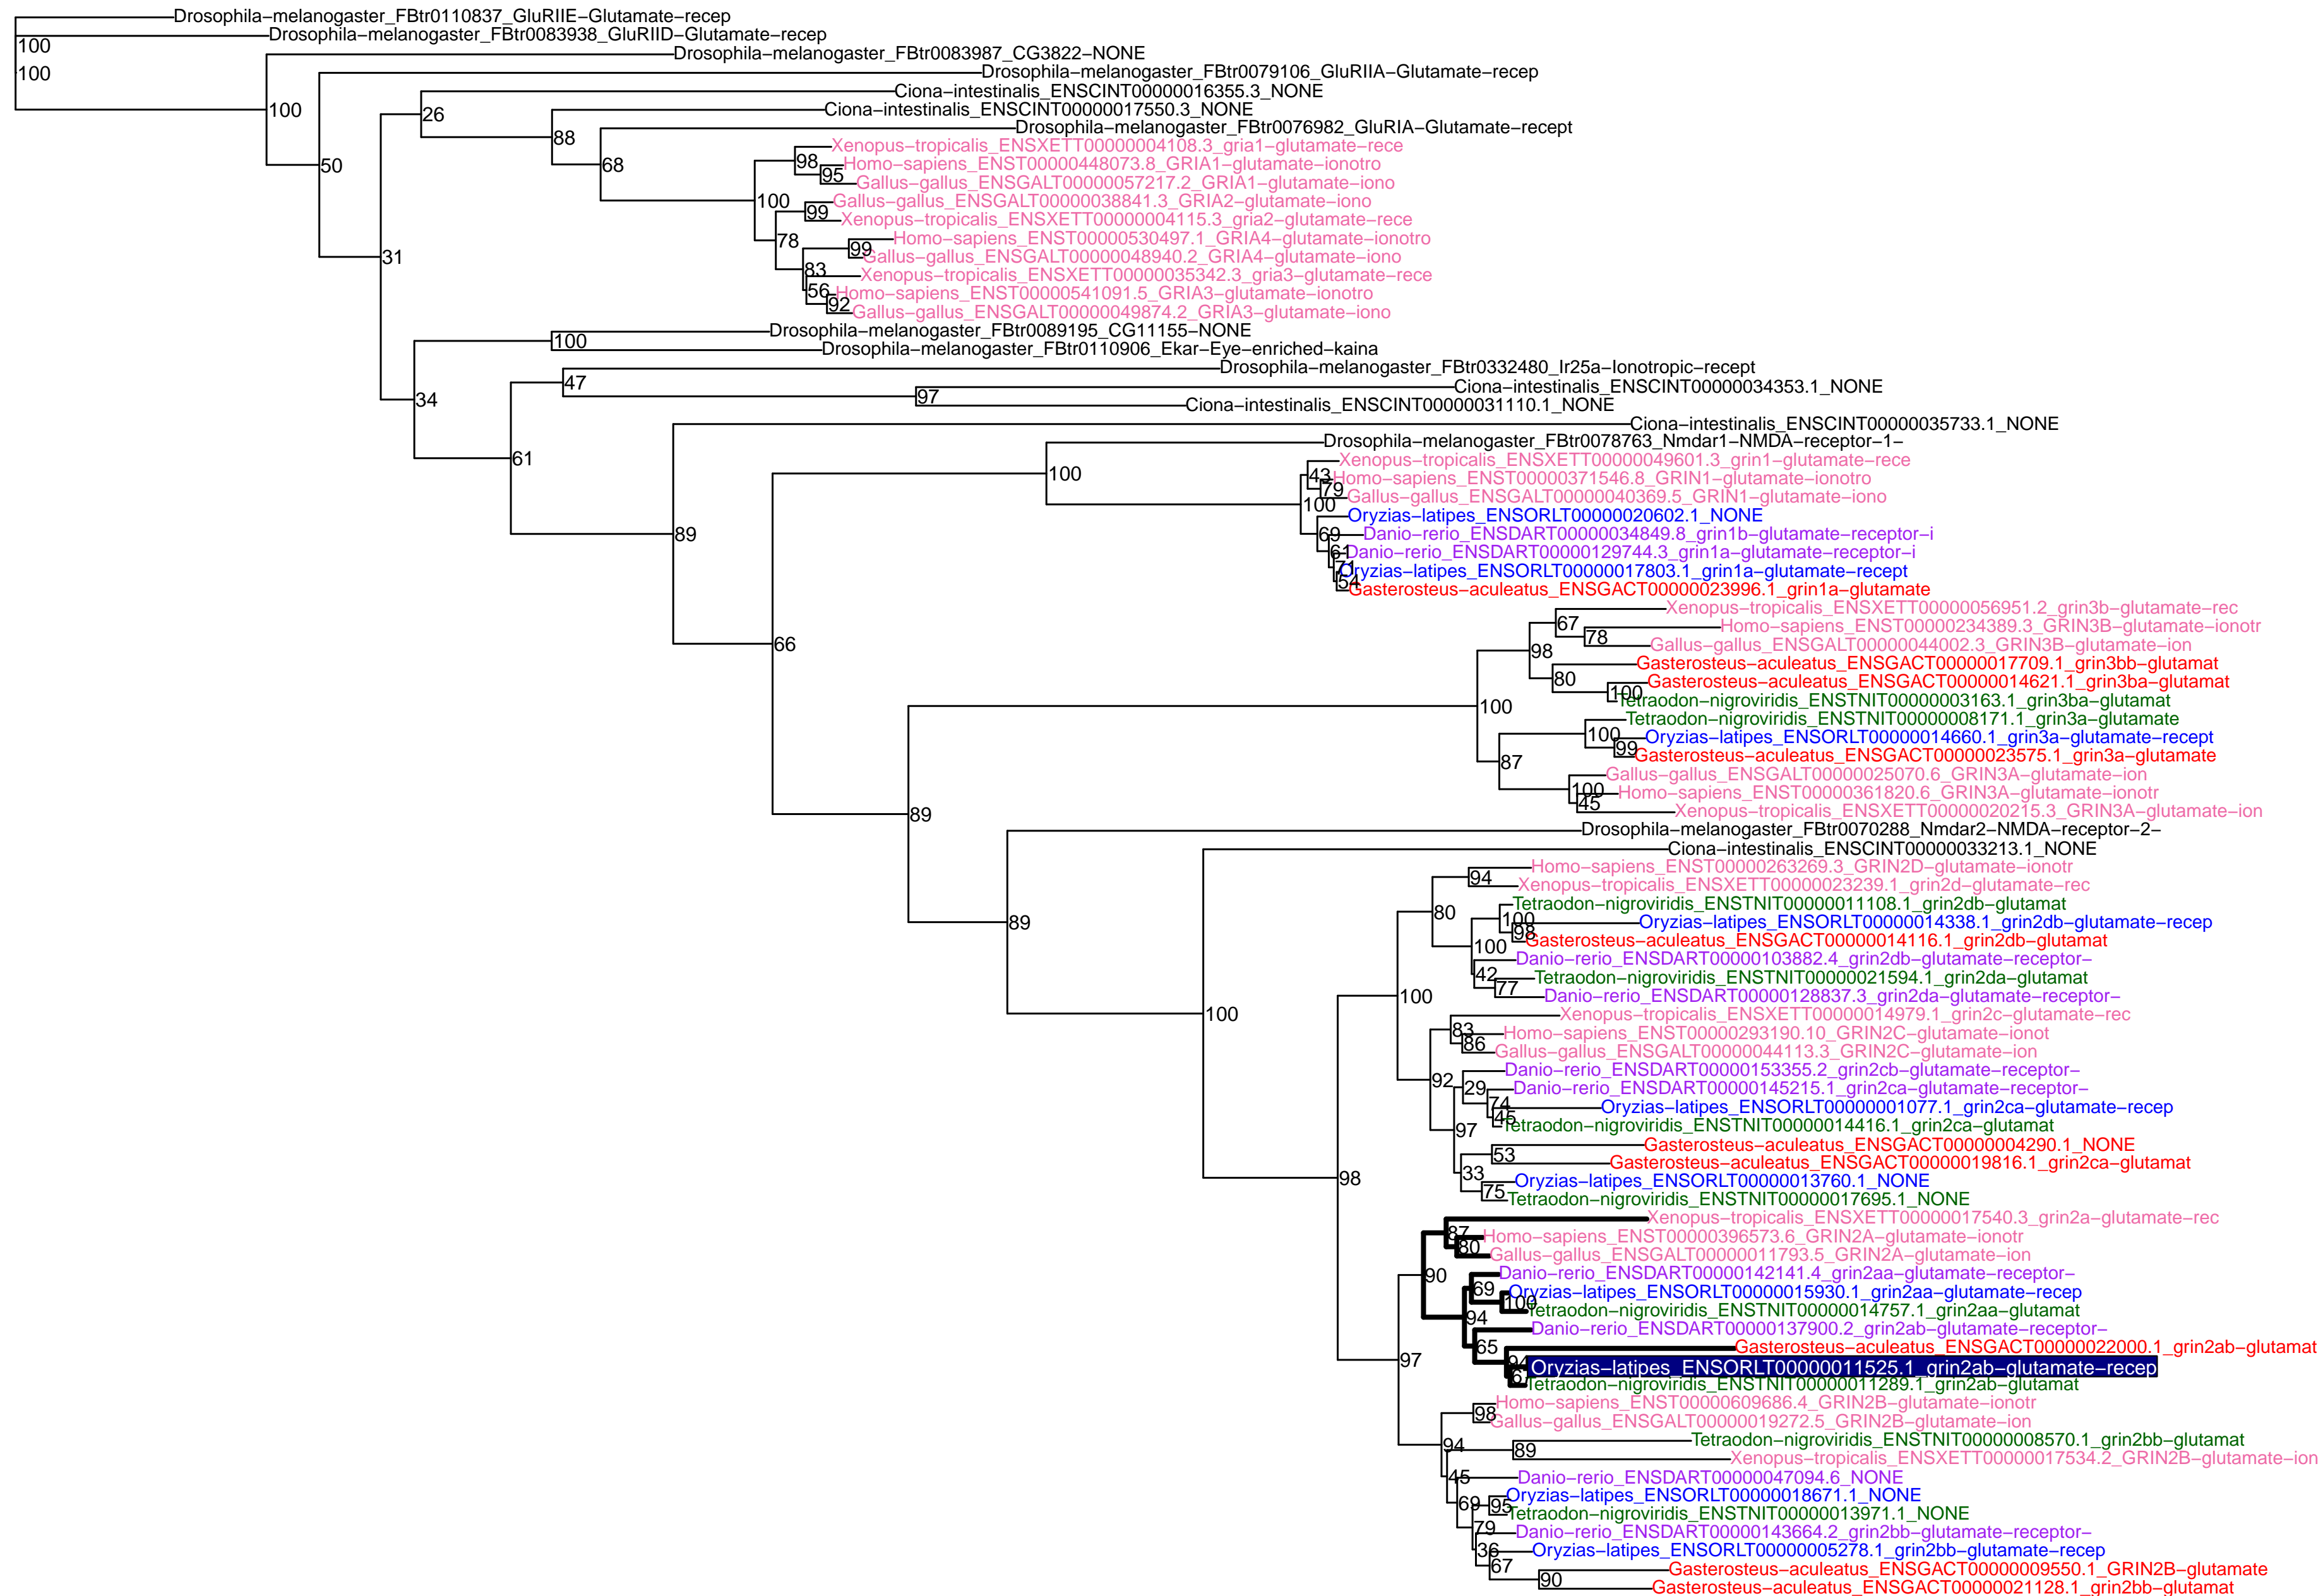 Drosophila−melanogaster_FBtr0110837_GluRIIE−Glutamate−recep
Drosophila−melanogaster_FBtr0083938_GluRIID−Glutamate−recep
100
Drosophila−melanogaster_FBtr0083987_CG3822−NONE
100
Drosophila−melanogaster_FBtr0079106_GluRIIA−Glutamate−recep
Ciona−intestinalis_ENSCINT00000016355.3_NONE
100
Ciona−intestinalis_ENSCINT00000017550.3_NONE
26
Drosophila−melanogaster_FBtr0076982_GluRIA−Glutamate−recept
88
Xenopus−tropicalis_ENSXETT00000004108.3_gria1−glutamate−rece
98
Homo−sapiens_ENST00000448073.8_GRIA1−glutamate−ionotro
50
68
95
Gallus−gallus_ENSGALT00000057217.2_GRIA1−glutamate−iono
100
Gallus−gallus_ENSGALT00000038841.3_GRIA2−glutamate−iono
99
Xenopus−tropicalis_ENSXETT00000004115.3_gria2−glutamate−rece
78
Homo−sapiens_ENST00000530497.1_GRIA4−glutamate−ionotro
99
31
Gallus−gallus_ENSGALT00000048940.2_GRIA4−glutamate−iono
83
Xenopus−tropicalis_ENSXETT00000035342.3_gria3−glutamate−rece
56
Homo−sapiens_ENST00000541091.5_GRIA3−glutamate−ionotro
92
Gallus−gallus_ENSGALT00000049874.2_GRIA3−glutamate−iono
Drosophila−melanogaster_FBtr0089195_CG11155−NONE
100
Drosophila−melanogaster_FBtr0110906_Ekar−Eye−enriched−kaina
Drosophila−melanogaster_FBtr0332480_Ir25a−Ionotropic−recept
47
Ciona−intestinalis_ENSCINT00000034353.1_NONE
34
97
Ciona−intestinalis_ENSCINT00000031110.1_NONE
Ciona−intestinalis_ENSCINT00000035733.1_NONE
Drosophila−melanogaster_FBtr0078763_Nmdar1−NMDA−receptor−1−
61
Xenopus−tropicalis_ENSXETT00000049601.3_grin1−glutamate−rece
100
43
Homo−sapiens_ENST00000371546.8_GRIN1−glutamate−ionotro
79
Gallus−gallus_ENSGALT00000040369.5_GRIN1−glutamate−iono
100
Oryzias−latipes_ENSORLT00000020602.1_NONE
89
69
Danio−rerio_ENSDART00000034849.8_grin1b−glutamate−receptor−i
61
Danio−rerio_ENSDART00000129744.3_grin1a−glutamate−receptor−i
71
Oryzias−latipes_ENSORLT00000017803.1_grin1a−glutamate−recept
54
Gasterosteus−aculeatus_ENSGACT00000023996.1_grin1a−glutamate
Xenopus−tropicalis_ENSXETT00000056951.2_grin3b−glutamate−rec
67
Homo−sapiens_ENST00000234389.3_GRIN3B−glutamate−ionotr
78
66
Gallus−gallus_ENSGALT00000044002.3_GRIN3B−glutamate−ion
98
Gasterosteus−aculeatus_ENSGACT00000017709.1_grin3bb−glutamat
80
Gasterosteus−aculeatus_ENSGACT00000014621.1_grin3ba−glutamat
100
Tetraodon−nigroviridis_ENSTNIT00000003163.1_grin3ba−glutamat
100
Tetraodon−nigroviridis_ENSTNIT00000008171.1_grin3a−glutamate
100
Oryzias−latipes_ENSORLT00000014660.1_grin3a−glutamate−recept
99
Gasterosteus−aculeatus_ENSGACT00000023575.1_grin3a−glutamate
87
Gallus−gallus_ENSGALT00000025070.6_GRIN3A−glutamate−ion
100
Homo−sapiens_ENST00000361820.6_GRIN3A−glutamate−ionotr
45
Xenopus−tropicalis_ENSXETT00000020215.3_GRIN3A−glutamate−ion
89
Drosophila−melanogaster_FBtr0070288_Nmdar2−NMDA−receptor−2−
Ciona−intestinalis_ENSCINT00000033213.1_NONE
Homo−sapiens_ENST00000263269.3_GRIN2D−glutamate−ionotr
94
Xenopus−tropicalis_ENSXETT00000023239.1_grin2d−glutamate−rec
Tetraodon−nigroviridis_ENSTNIT00000011108.1_grin2db−glutamat
80
100
89
Oryzias−latipes_ENSORLT00000014338.1_grin2db−glutamate−recep
98
Gasterosteus−aculeatus_ENSGACT00000014116.1_grin2db−glutamat
100
Danio−rerio_ENSDART00000103882.4_grin2db−glutamate−receptor−
42
Tetraodon−nigroviridis_ENSTNIT00000021594.1_grin2da−glutamat
77
Danio−rerio_ENSDART00000128837.3_grin2da−glutamate−receptor−
100
100
Xenopus−tropicalis_ENSXETT00000014979.1_grin2c−glutamate−rec
83
Homo−sapiens_ENST00000293190.10_GRIN2C−glutamate−ionot
86
Gallus−gallus_ENSGALT00000044113.3_GRIN2C−glutamate−ion
Danio−rerio_ENSDART00000153355.2_grin2cb−glutamate−receptor−
92
29
Danio−rerio_ENSDART00000145215.1_grin2ca−glutamate−receptor−
74
Oryzias−latipes_ENSORLT00000001077.1_grin2ca−glutamate−recep
45
Tetraodon−nigroviridis_ENSTNIT00000014416.1_grin2ca−glutamat
97
Gasterosteus−aculeatus_ENSGACT00000004290.1_NONE
53
Gasterosteus−aculeatus_ENSGACT00000019816.1_grin2ca−glutamat
33
98
Oryzias−latipes_ENSORLT00000013760.1_NONE
75
Tetraodon−nigroviridis_ENSTNIT00000017695.1_NONE
Xenopus−tropicalis_ENSXETT00000017540.3_grin2a−glutamate−rec
87
Homo−sapiens_ENST00000396573.6_GRIN2A−glutamate−ionotr
80
Gallus−gallus_ENSGALT00000011793.5_GRIN2A−glutamate−ion
90
Danio−rerio_ENSDART00000142141.4_grin2aa−glutamate−receptor−
69
Oryzias−latipes_ENSORLT00000015930.1_grin2aa−glutamate−recep
100
Tetraodon−nigroviridis_ENSTNIT00000014757.1_grin2aa−glutamat
94
Danio−rerio_ENSDART00000137900.2_grin2ab−glutamate−receptor−
65
Gasterosteus−aculeatus_ENSGACT00000022000.1_grin2ab−glutamat
97
94
Oryzias−latipes_ENSORLT00000011525.1_grin2ab−glutamate−recep
Tetraodon−nigroviridis_ENSTNIT00000011289.1_grin2ab−glutamat
Homo−sapiens_ENST00000609686.4_GRIN2B−glutamate−ionotr
98
Gallus−gallus_ENSGALT00000019272.5_GRIN2B−glutamate−ion
94
Tetraodon−nigroviridis_ENSTNIT00000008570.1_grin2bb−glutamat
89
Xenopus−tropicalis_ENSXETT00000017534.2_GRIN2B−glutamate−ion
45
Danio−rerio_ENSDART00000047094.6_NONE
Oryzias−latipes_ENSORLT00000018671.1_NONE
69
95
Tetraodon−nigroviridis_ENSTNIT00000013971.1_NONE
79
Danio−rerio_ENSDART00000143664.2_grin2bb−glutamate−receptor−
36
Oryzias−latipes_ENSORLT00000005278.1_grin2bb−glutamate−recep
67
Gasterosteus−aculeatus_ENSGACT00000009550.1_GRIN2B−glutamate
90
Gasterosteus−aculeatus_ENSGACT00000021128.1_grin2bb−glutamat